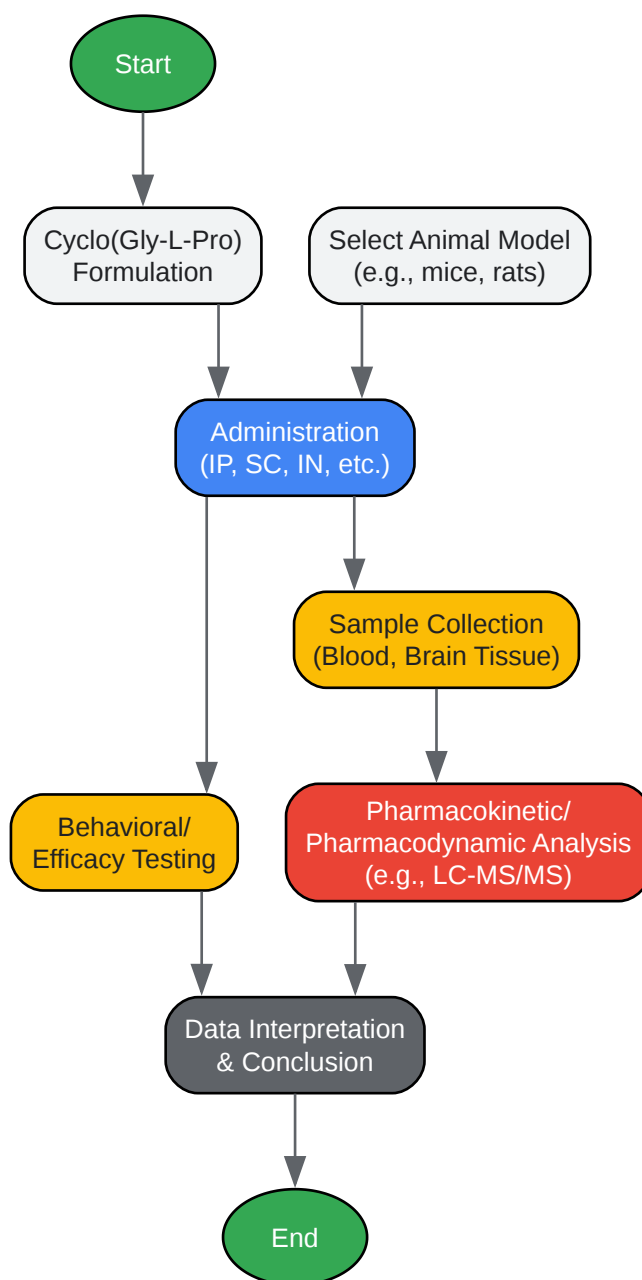 Start
Cyclo(Gly-L-Pro)
Formulation
Select Animal Model
(e.g., mice, rats)
Administration
(IP, SC, IN, etc.)
Sample Collection
(Blood, Brain Tissue)
Behavioral/
Efficacy Testing
Pharmacokinetic/
Pharmacodynamic Analysis
(e.g., LC-MS/MS)
Data Interpretation
& Conclusion
End